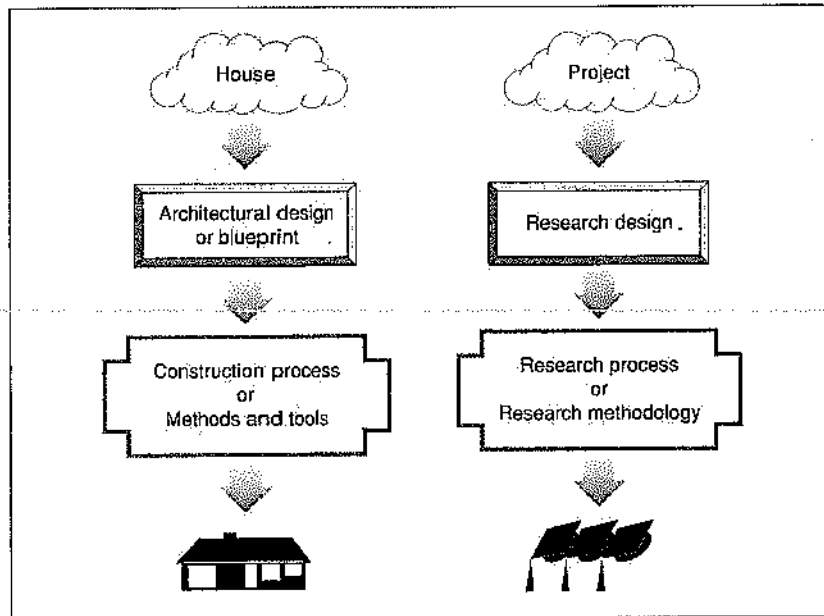 House
Architectural design
or blueprint
Construction process
or
Methods and tools
Project
Research design
Research process
or
Research methodology